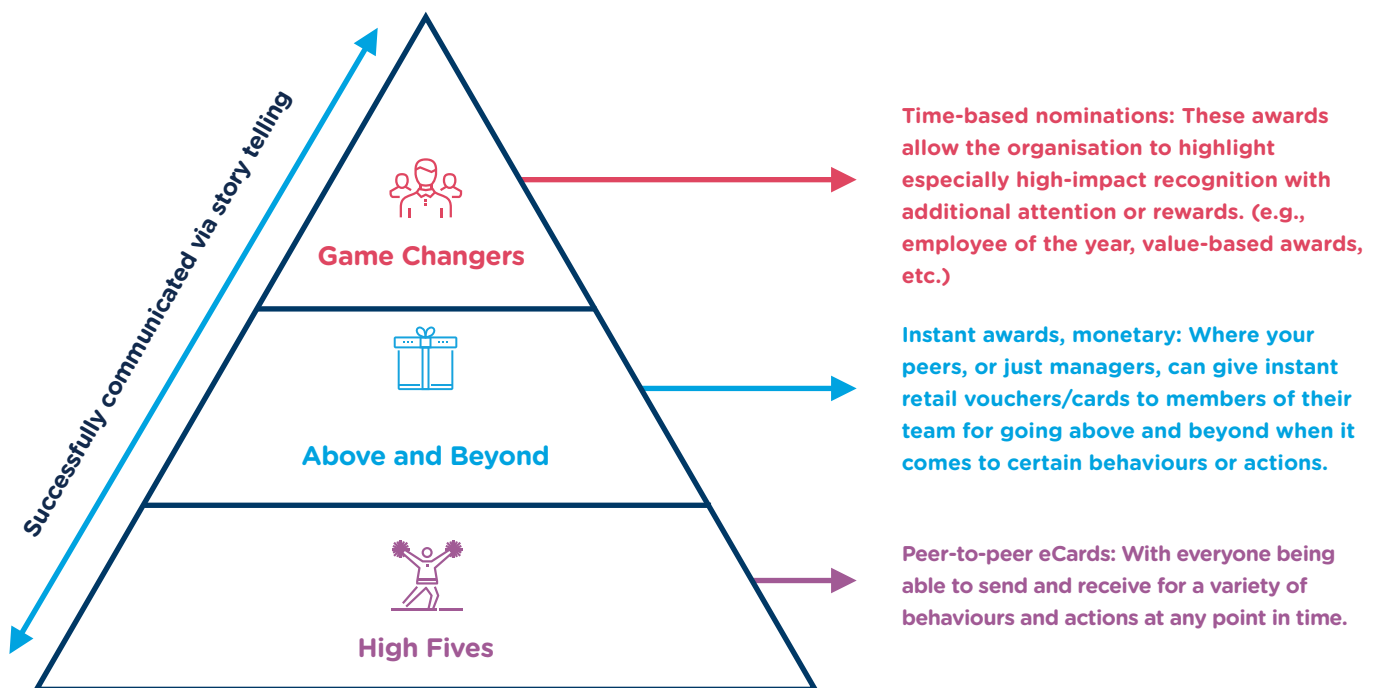 Successfully communicated via story telling
Game Changers
Time-based nominations: These awards
allow the organisation to highlight
especially high-impact recognition with
additional attention or rewards. (e.g.,
employee of the year, value-based awards,
etc.)
Above and Beyond
Instant awards, monetary: Where your
peers, or just managers, can give instant
retail vouchers/cards to members of their
team for going above and beyond when it
comes to certain behaviours or actions.
High Fives
Peer-to-peer eCards: With everyone being
able to send and receive for a variety of
behaviours and actions at any point in time.